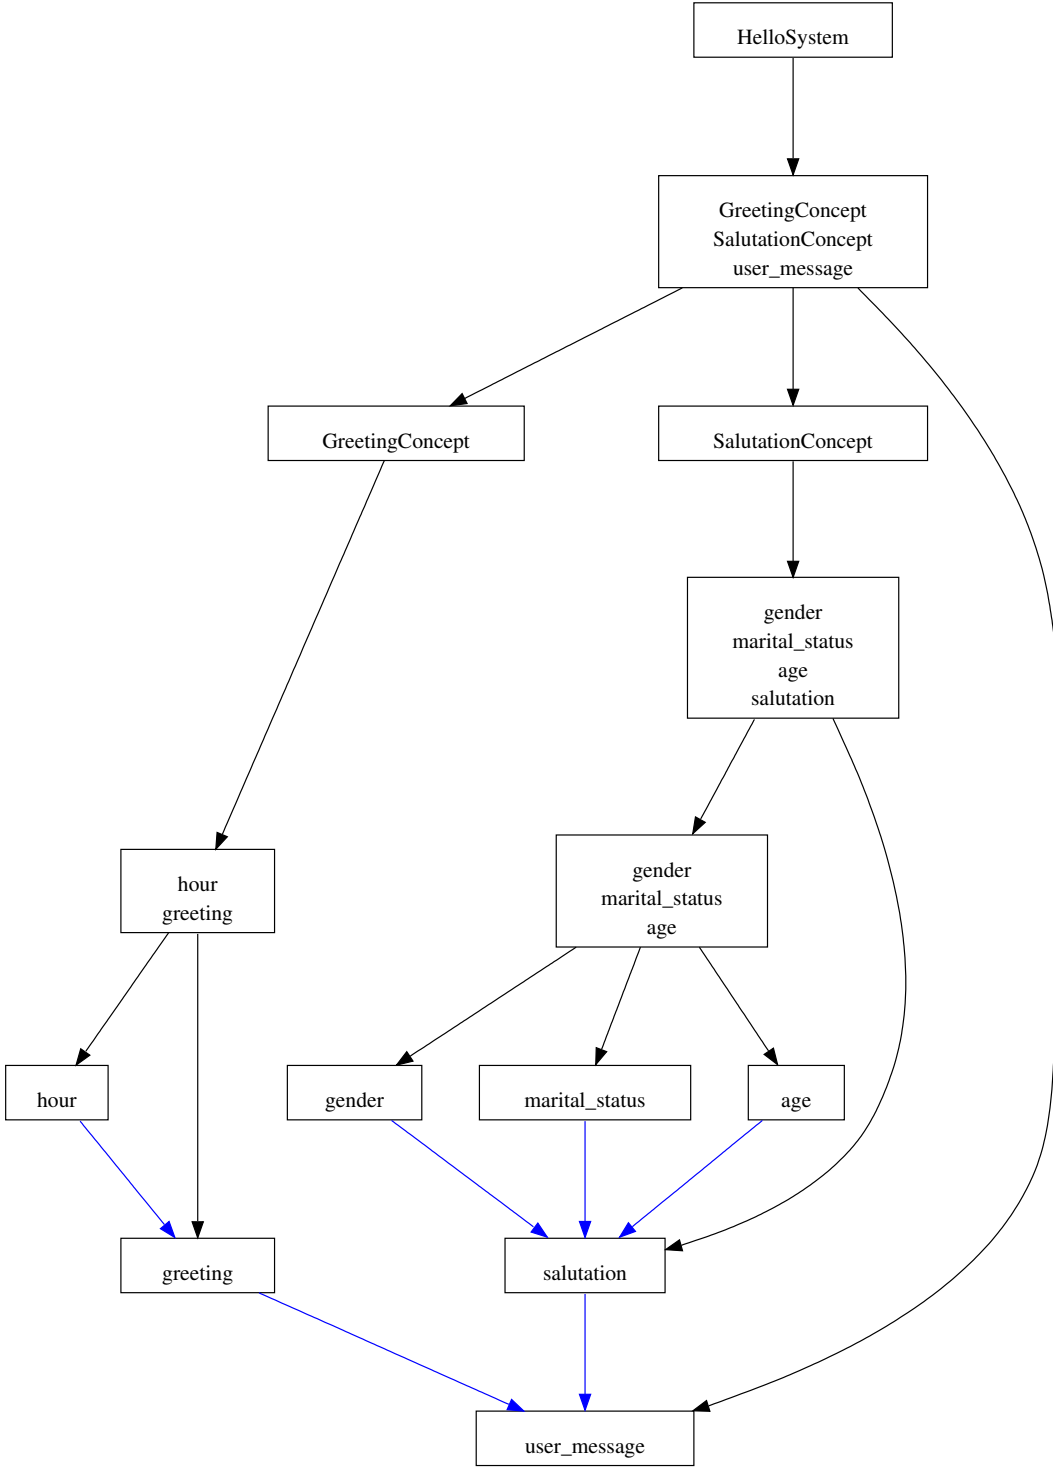 HelloSystem
GreetingConcept
SalutationConcept
user_message
GreetingConcept
SalutationConcept
gender
marital_status
age
salutation
hour
greeting
gender
marital_status
age
hour
gender
marital_status
age
greeting
salutation
user_message